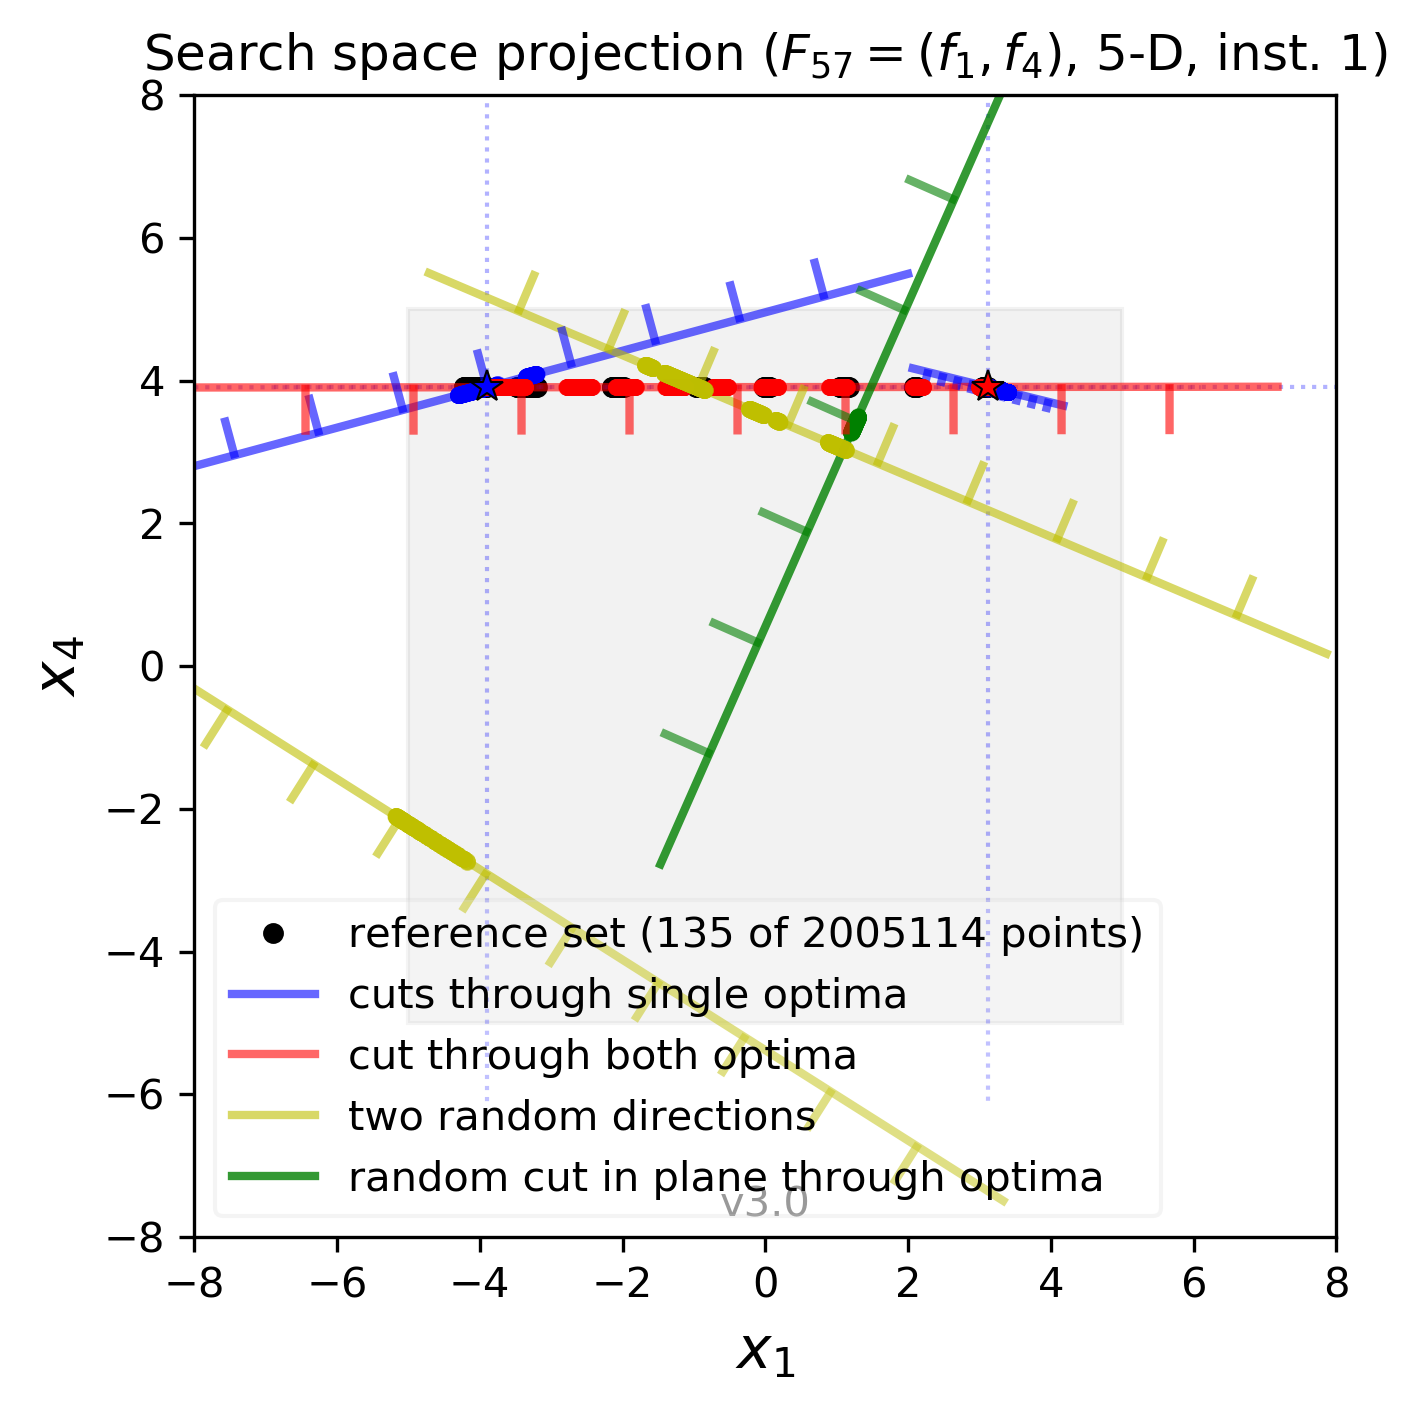 Search space projection (F57 = (f1, f4), 5-D, inst. 1)
8
6
4
2
0
−2
−4
−6
−8
x4
reference set (135 of 2005114 points)
cuts through single optima
cut through both optima
two random directions
random cut in plane through optima
v3.0
−8 −6 −4 −2 0 2 4 6 8
x1